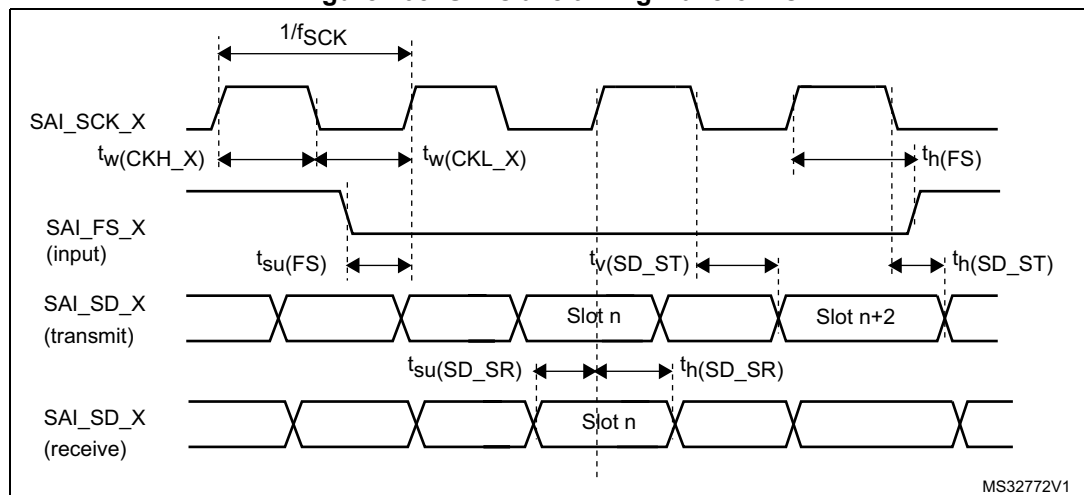 1/fSCK
SAI_SCK_X
tw(CKH_X)
tw(CKL_X)
th(FS)
SAI_FS_X
(input)
tsu(FS)
tv(SD_ST)
th(SD_ST)
SAI_SD_X
(transmit)
Slot n
Slot n+2
tsu(SD_SR)
th(SD_SR)
SAI_SD_X
(receive)
Slot n
MS32772V1